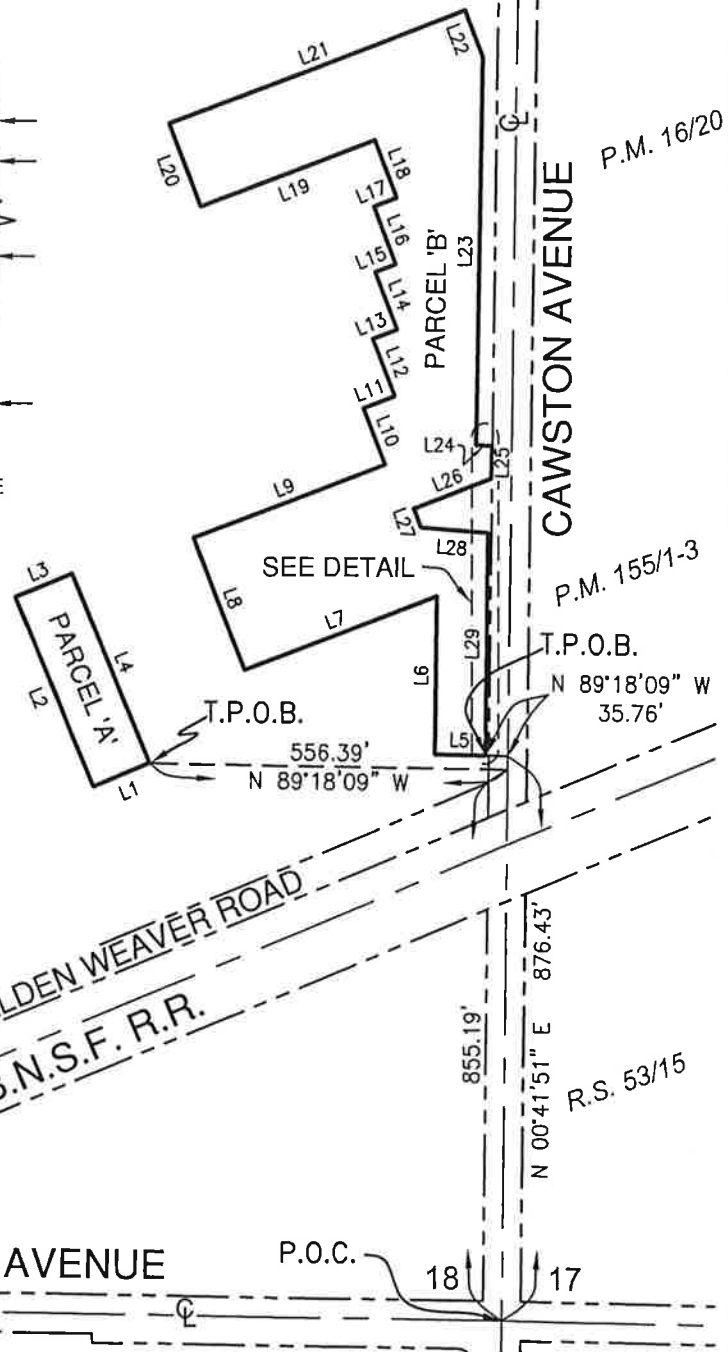 L22
L21
℄
P.M. 16/20
L20
L18
L19
L17
L16
CAWSTON AVENUE
PARCEL 'B'
L23
L15
L14
L13
L12
L11
L10
L24
L25
L26
L9
L27
L28
SEE DETAIL
P.M. 155/1-3
L3
L8
L7
PARCEL 'A'
L4
L29
T.P.O.B.
L6
N 89°18'09" W
35.76'
L2
T.P.O.B.
L5
556.39'
N 89°18'09" W
L1
LDEN WEAVER ROAD
.N.S.F. R.R.
855.19'
N 00°41'51" E 876.43'
R.S. 53/15
AVENUE
P.O.C.
18
17
℄